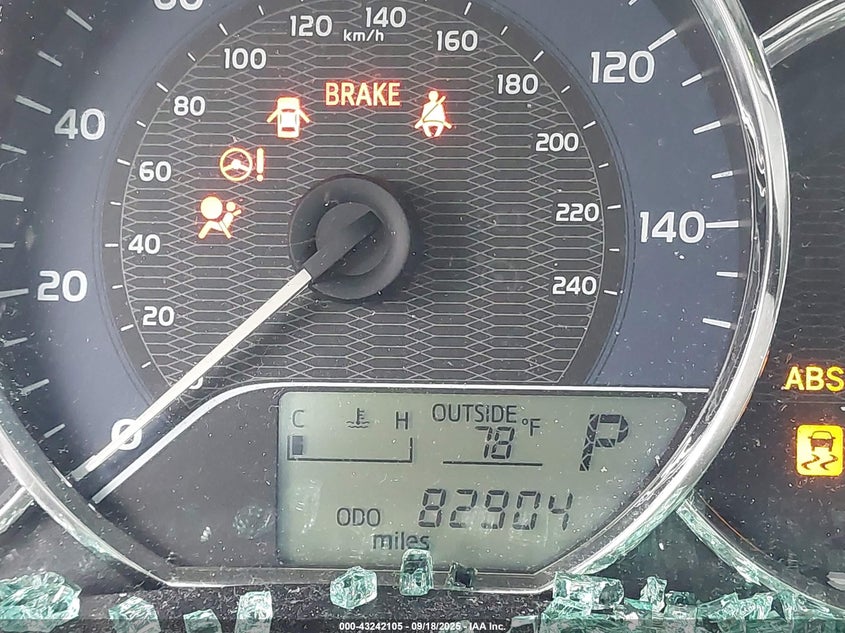 120 140
km/h
100 160
80 BRAKE 180 120
40 60 200
40 220 140
20 20 240
0
ABS
C H OUTSIDE °F
78 P
ODO 82904
miles
000-43242105 - 09/18/2025 - IAA Inc.